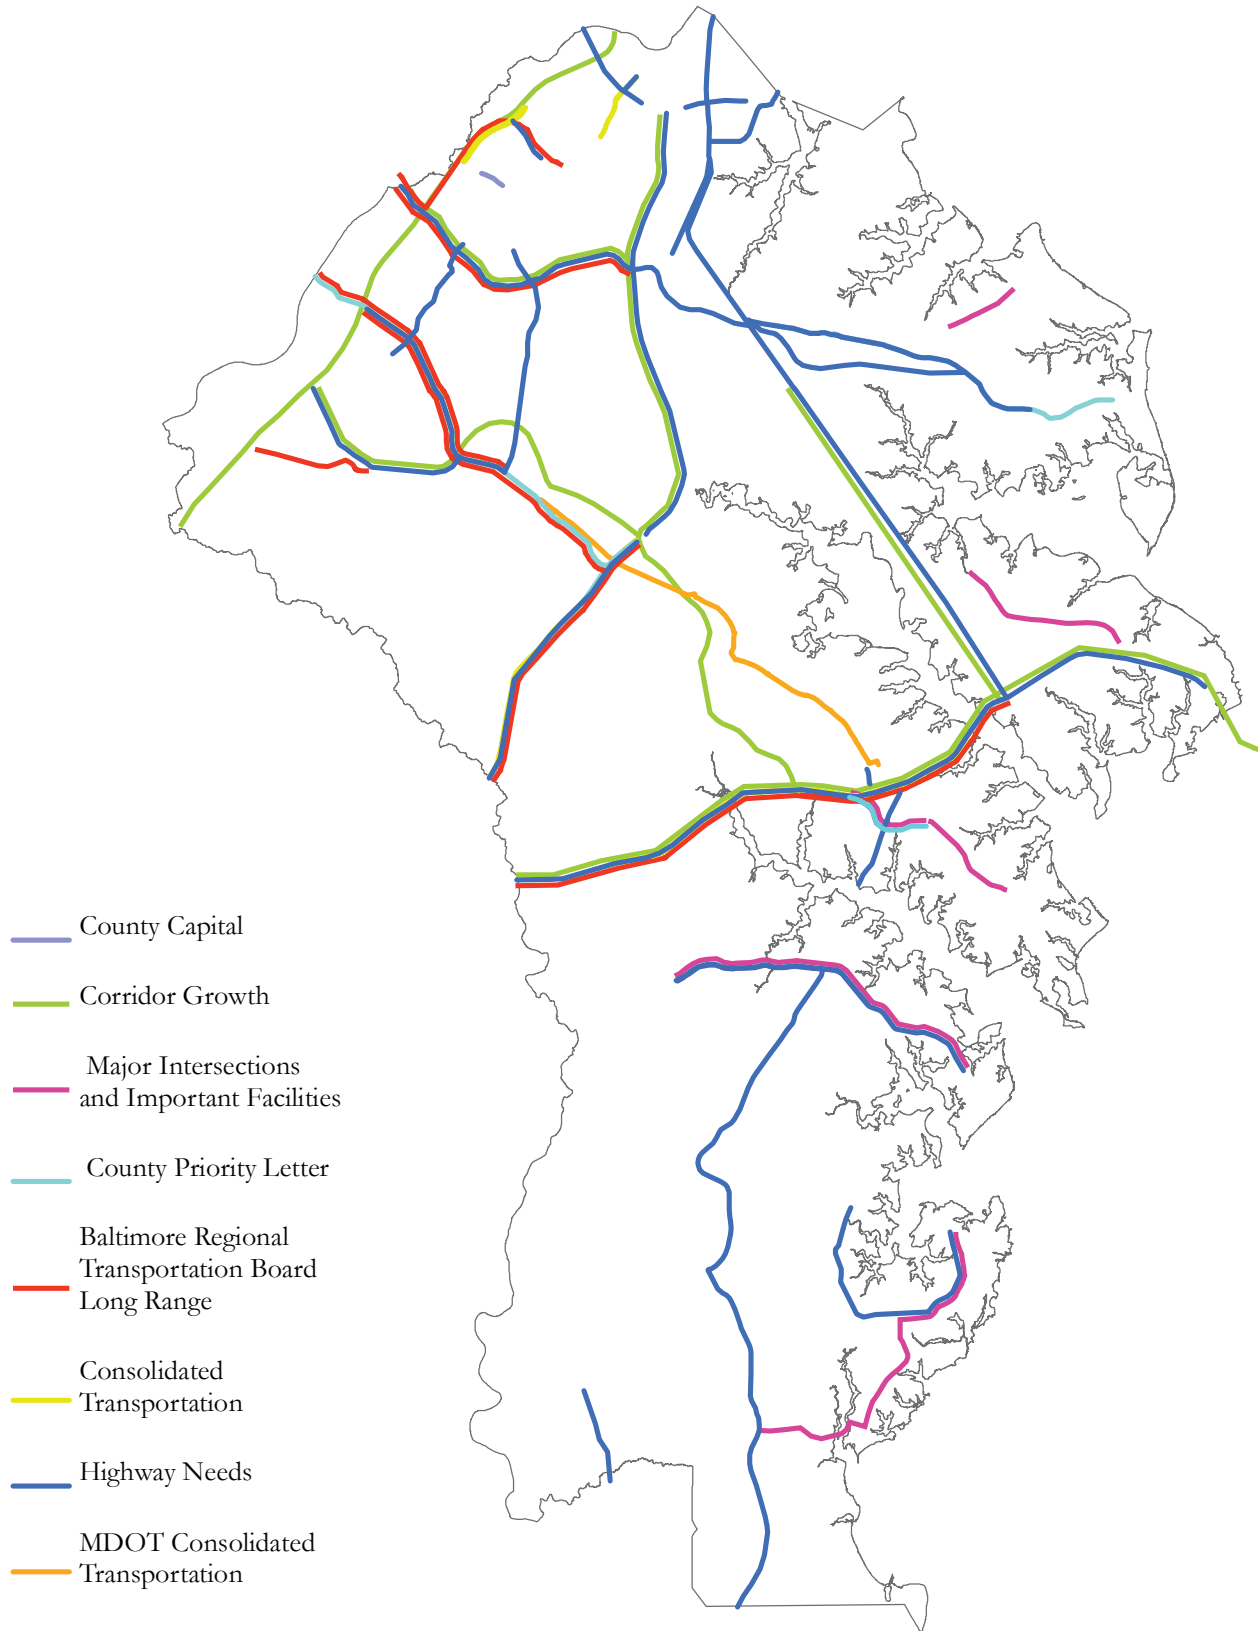 County Capital
Corridor Growth
Major Intersections
and Important Facilities
County Priority Letter
Baltimore Regional
Transportation Board
Long Range
Consolidated
Transportation
Highway Needs
MDOT Consolidated
Transportation